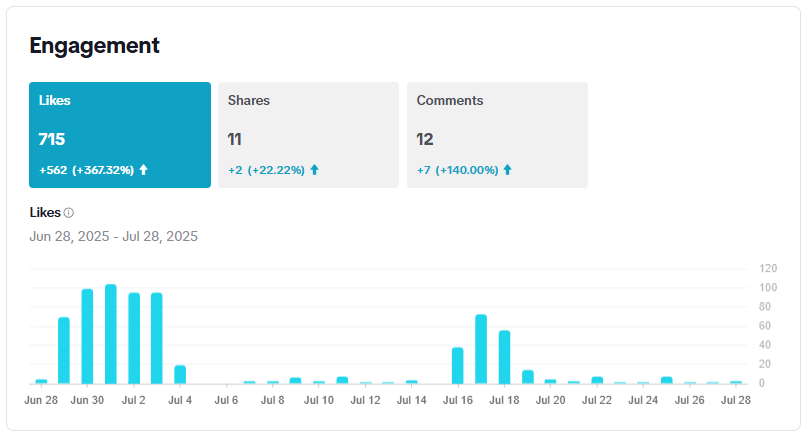 Engagement
Likes
715
+562 (+367.32%)
Shares
11
+2 (+22.22%)
Comments
12
+7 (+140.00%)
Likes
Jun 28, 2025 - Jul 28, 2025
120
100
80
60
40
20
0
Jun 28 Jun 30 Jul 2 Jul 4 Jul 6 Jul 8 Jul 10 Jul 12 Jul 14 Jul 16 Jul 18 Jul 20 Jul 22 Jul 24 Jul 26 Jul 28